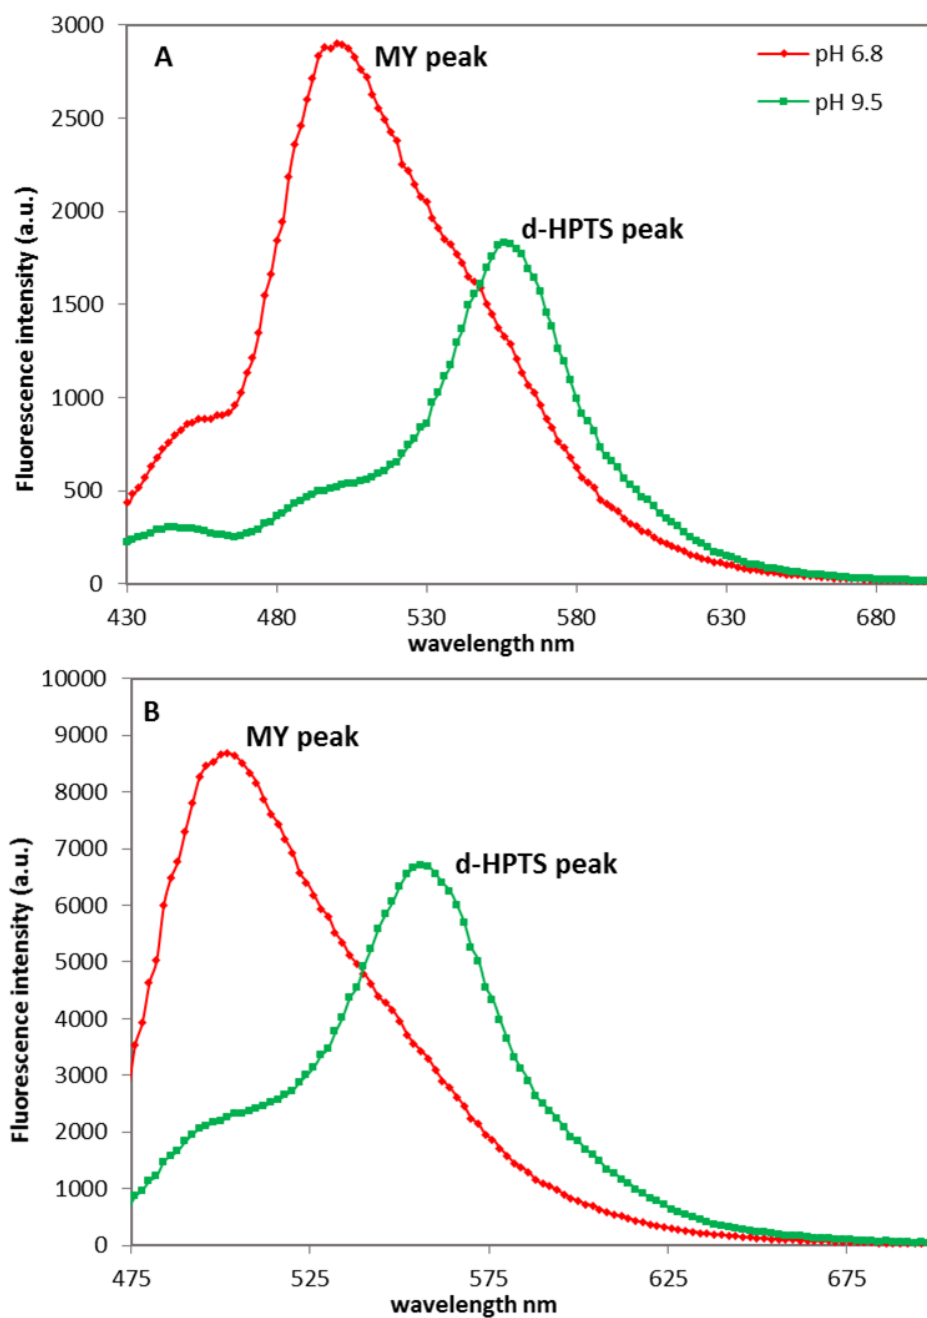 A
MY peak
pH 6.8
pH 9.5
d-HPTS peak
Fluorescence intensity (a.u.)
3000
2500
2000
1500
1000
500
0
430 480 530 580 630 680
wavelength nm
B
MY peak
d-HPTS peak
Fluorescence intensity (a.u.)
10000
9000
8000
7000
6000
5000
4000
3000
2000
1000
0
475 525 575 625 675
wavelength nm